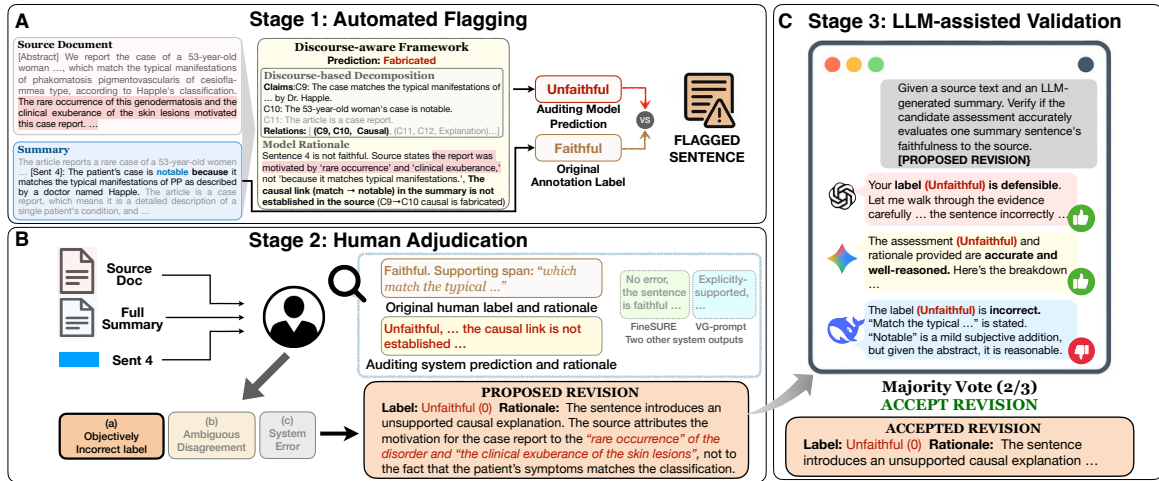 A
Stage 1: Automated Flagging
Source Document
[Abstract] We report the case of a 53-year-old
woman ..., which match the typical manifestations
of phakomatosis pigmentovascularis of cesiofla-
mmea type, according to Happle's classification.
The rare occurrence of this genodermatosis and the
clinical exuberance of the skin lesions motivated
this case report. ...
Summary
The article reports a rare case of a 53-year-old women
... [Sent 4]: The patient's case is notable because it
matches the typical manifestations of PP as described
by a doctor named Happle. The article is a case
report, which means it is a detailed description of a
single patient's condition, and ...
Discourse-aware Framework
Prediction: Fabricated
Discourse-based Decomposition
Claims:C9: The case matches the typical manifestations of
... by Dr. Happle.
C10: The 53-year-old woman's case is notable.
C11: The article is a case report.
Relations: [ (C9, C10, Causal), (C11, C12, Explanation)...]
Model Rationale
Sentence 4 is not faithful. Source states the report was
motivated by 'rare occurrence' and 'clinical exuberance,'
not 'because it matches typical manifestations.', The
causal link (match → notable) in the summary is not
established in the source (C9→C10 causal is fabricated)
Unfaithful
Auditing Model
Prediction
VS
Faithful
Original
Annotation Label
FLAGGED
SENTENCE
B
Stage 2: Human Adjudication
Source
Doc
Full
Summary
Sent 4
Faithful. Supporting span: "which
match the typical ..."
Original human label and rationale
Unfaithful, ... the causal link is not
established ...
Auditing system prediction and rationale
No error,
the sentence
is faithful ...
FineSURE
Explicitly-
supported,
...
VG-prompt
Two other system outputs
(a)
Objectively
Incorrect label
(b)
Ambiguous
Disagreement
(c)
System
Error
PROPOSED REVISION
Label: Unfaithful (0) Rationale: The sentence introduces an
unsupported causal explanation. The source attributes the
motivation for the case report to the "rare occurrence" of the
disorder and "the clinical exuberance of the skin lesions", not to
the fact that the patient's symptoms matches the classification.
C
Stage 3: LLM-assisted Validation
Given a source text and an LLM-
generated summary. Verify if the
candidate assessment accurately
evaluates one summary sentence's
faithfulness to the source.
[PROPOSED REVISION}
Your label (Unfaithful) is defensible.
Let me walk through the evidence
carefully ... the sentence incorrectly ...
The assessment (Unfaithful) and
rationale provided are accurate and
well-reasoned. Here's the breakdown
...
The label (Unfaithful) is incorrect.
"Match the typical ..." is stated.
"Notable" is a mild subjective addition,
but given the abstract, it is reasonable.
Majority Vote (2/3)
ACCEPT REVISION
ACCEPTED REVISION
Label: Unfaithful (0) Rationale: The sentence
introduces an unsupported causal explanation ...